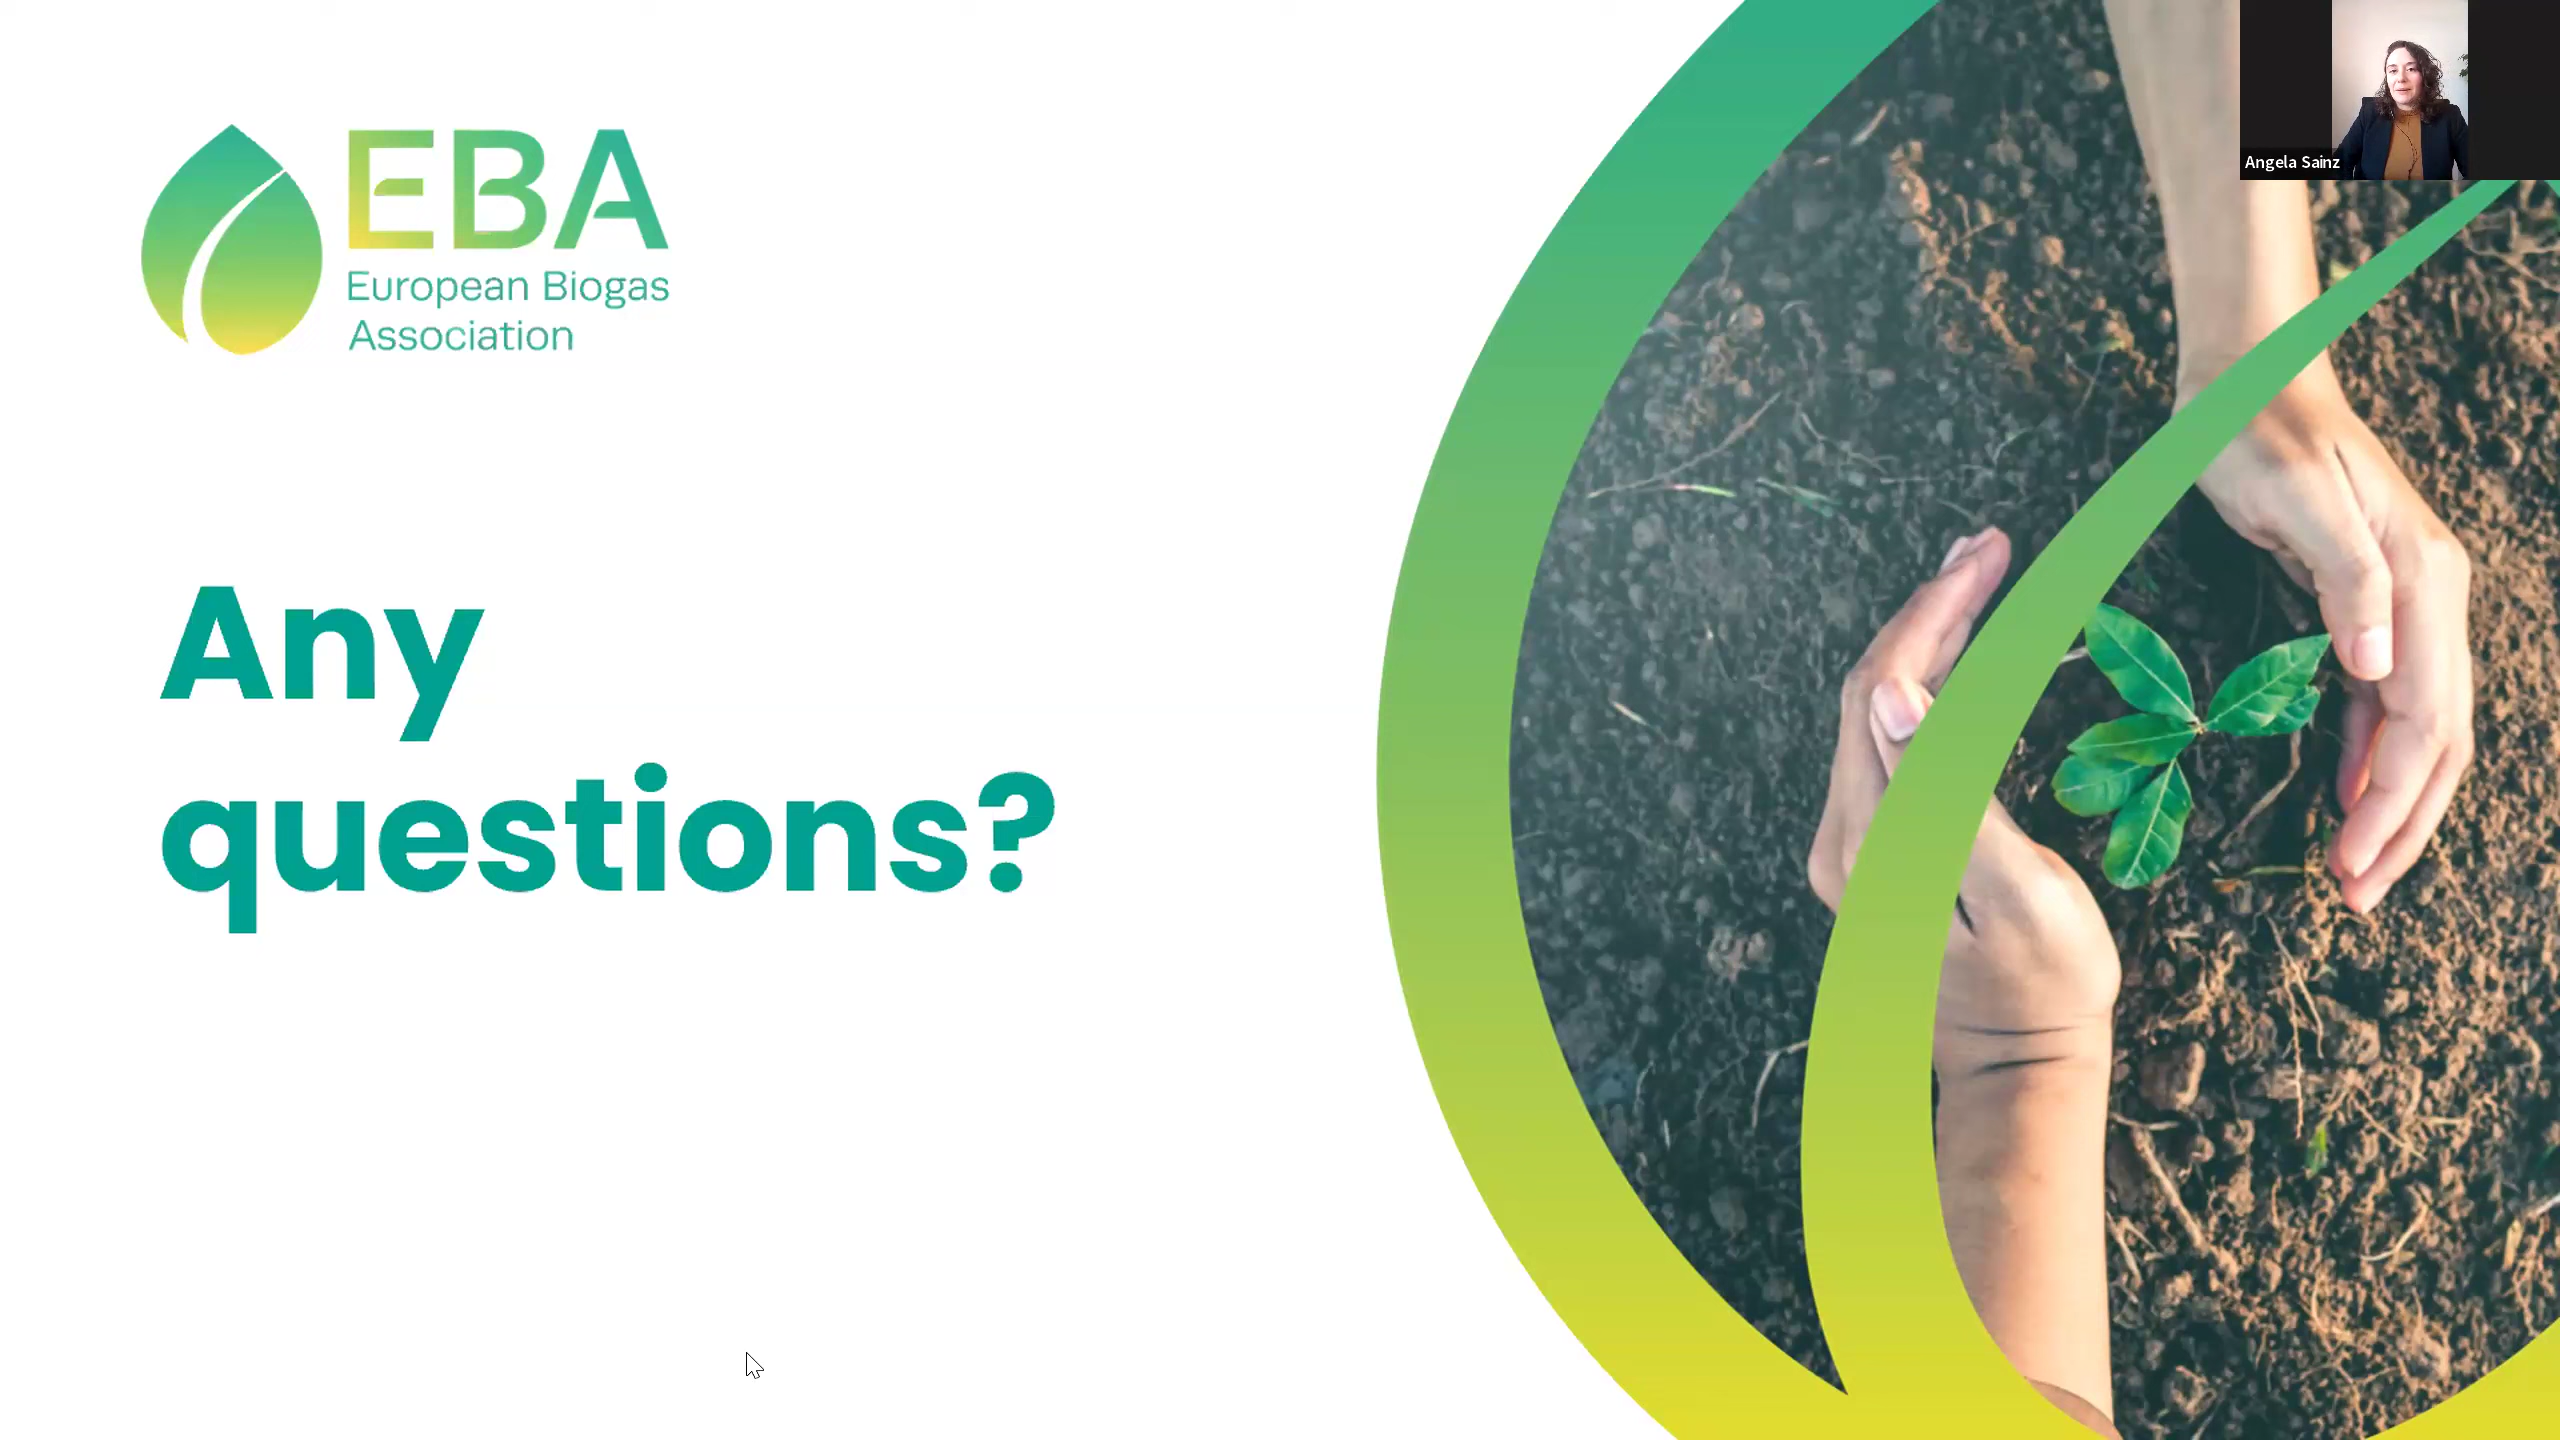 EBA
European Biogas
Association
Any
questions?
Angela Sainz